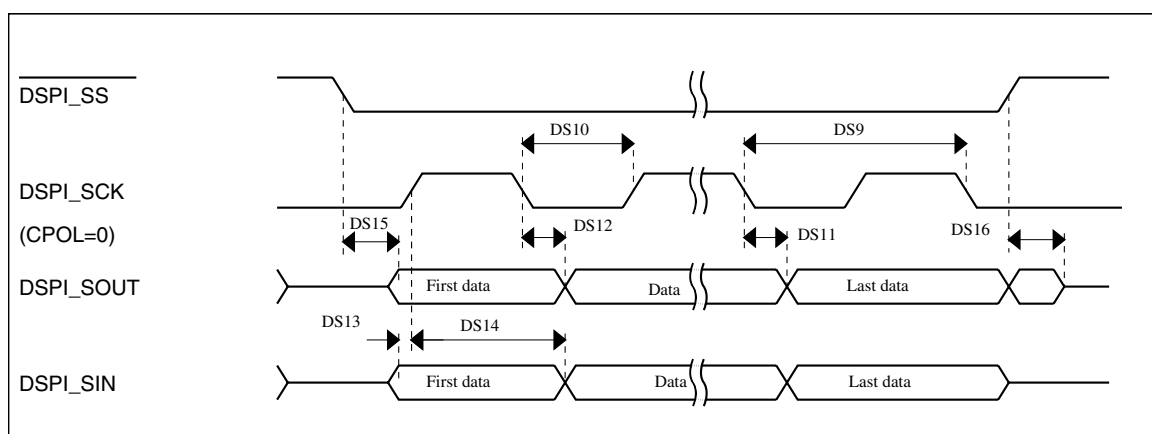 DSPI_SS
DS10 DS9
DSPI_SCK
(CPOL=0)
DS15 DS12 DS11 DS16
DSPI_SOUT First data Data Last data
DS13 DS14
DSPI_SIN First data Data Last data